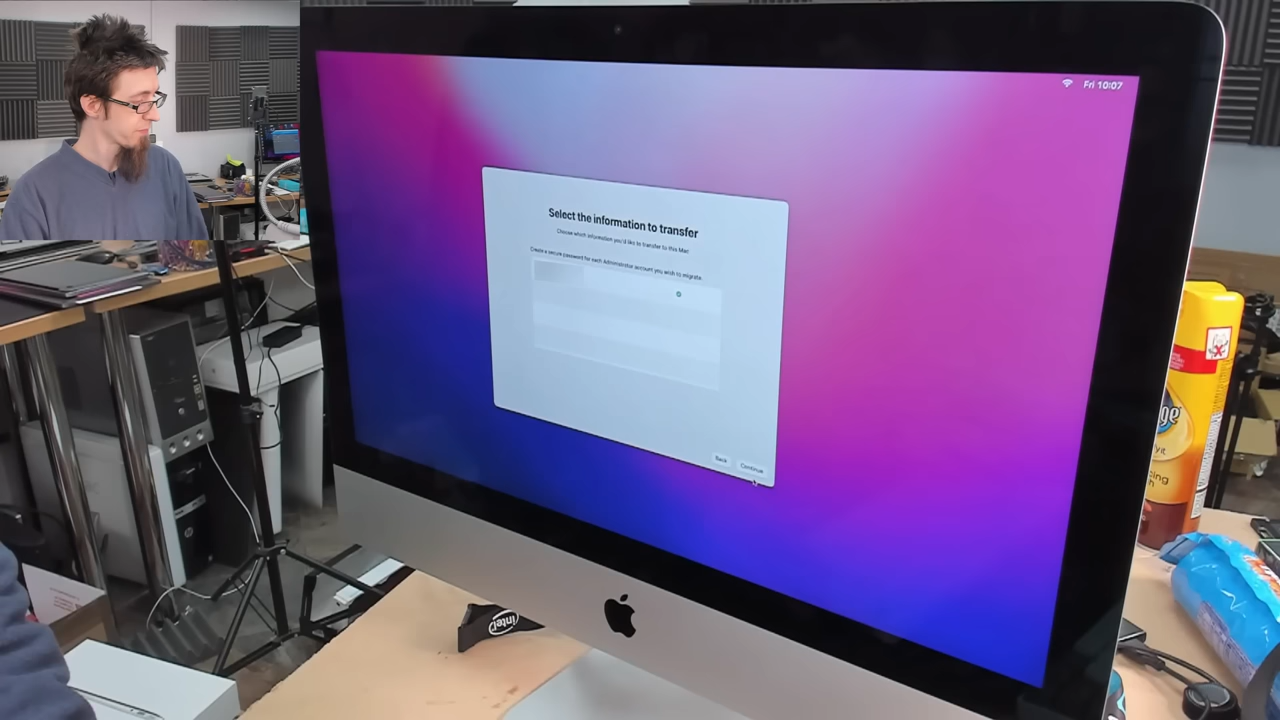 Fri 10:07
Select the information to transfer
Choose which information you'd like to transfer to this Mac
Create a secure password for each Administrator account you wish to migrate.
Back
Continue
intel